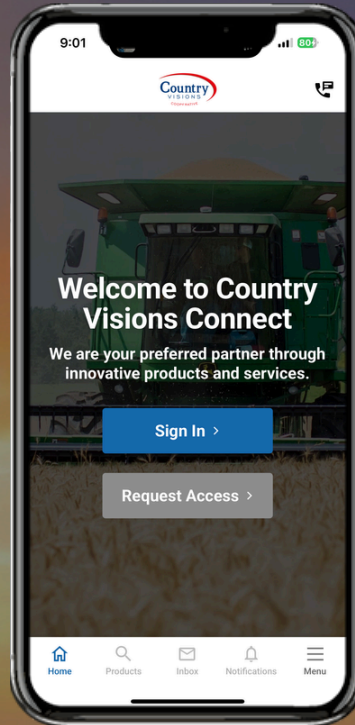 9:01
80
Country
VISIONS
COOPERATIVE
Welcome to Country
Visions Connect
We are your preferred partner through
innovative products and services.
Sign In >
Request Access >
Home
Products
Inbox
Notifications
Menu